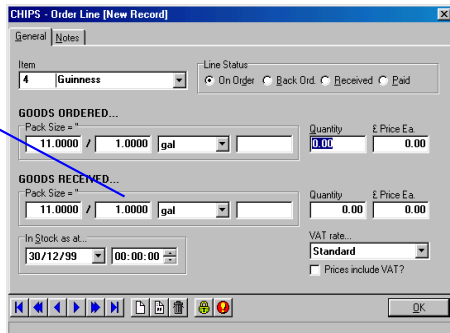 CHIPS - Order Line [New Record]
General Notes
Item
4 Guinness
Line Status
On Order Back Ord. Received Paid
GOODS ORDERED...
Pack Size = "
11.0000 / 1.0000 gal
Quantity £ Price Ea.
0.00 0.00
GOODS RECEIVED...
Pack Size = "
11.0000 / 1.0000 gal
Quantity £ Price Ea.
0.00 0.00
In Stock as at...
30/12/99 00:00:00
VAT rate...
Standard
Prices include VAT?
OK